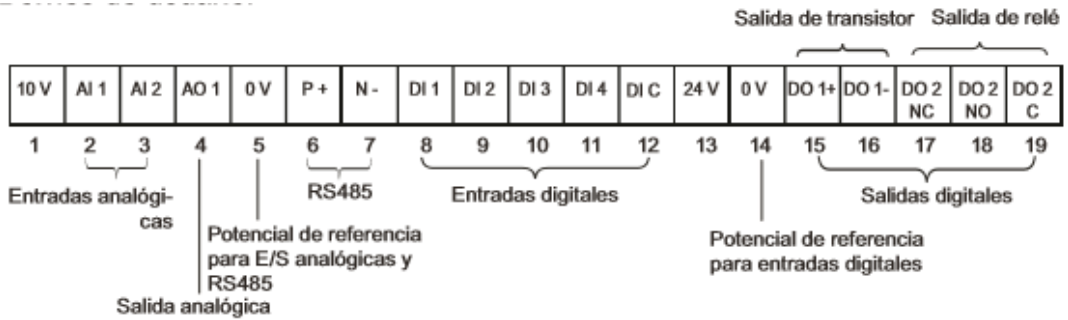 Salida de transistor Salida de relé
10 V AI 1 AI 2 AO 1 0 V P + N - DI 1 DI 2 DI 3 DI 4 DI C 24 V 0 V DO 1+ DO 1- DO 2 NC DO 2 NO DO 2 C
1 2 3 4 5 6 7 8 9 10 11 12 13 14 15 16 17 18 19
Entradas analógi-
cas
RS485
Entradas digitales
Salidas digitales
Potencial de referencia
para E/S analógicas y
RS485
Potencial de referencia
para entradas digitales
Salida analógica